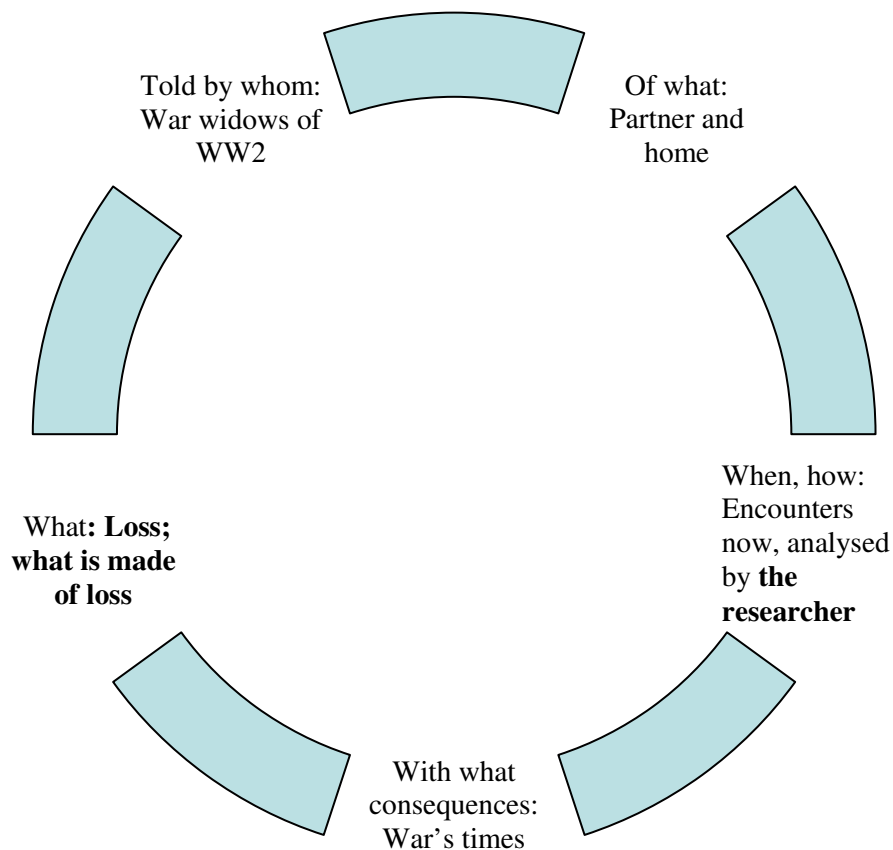 Told by whom:
War widows of
WW2
Of what:
Partner and
home
When, how:
Encounters
now, analysed
by the
researcher
What: Loss;
what is made
of loss
With what
consequences:
War’s times